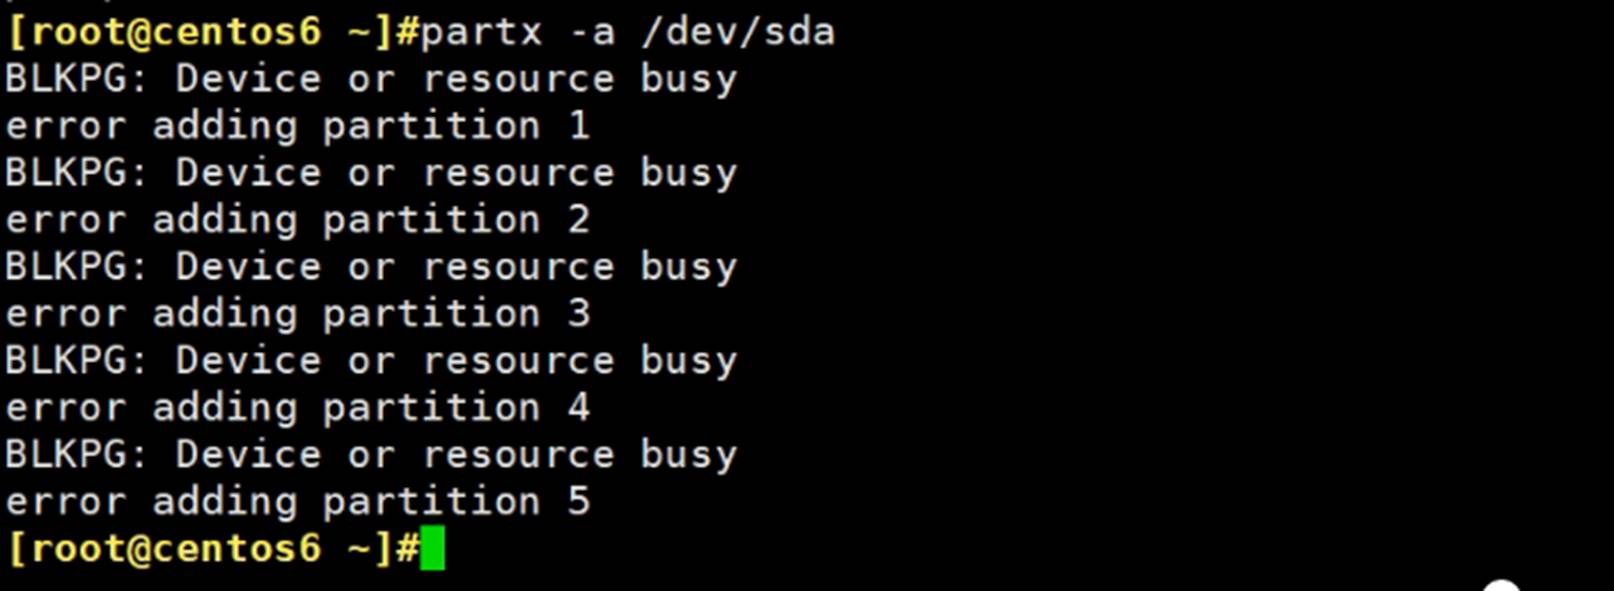 [root@centos6 ~]#partx -a /dev/sda
BLKPG: Device or resource busy
error adding partition 1
BLKPG: Device or resource busy
error adding partition 2
BLKPG: Device or resource busy
error adding partition 3
BLKPG: Device or resource busy
error adding partition 4
BLKPG: Device or resource busy
error adding partition 5
[root@centos6 ~]#